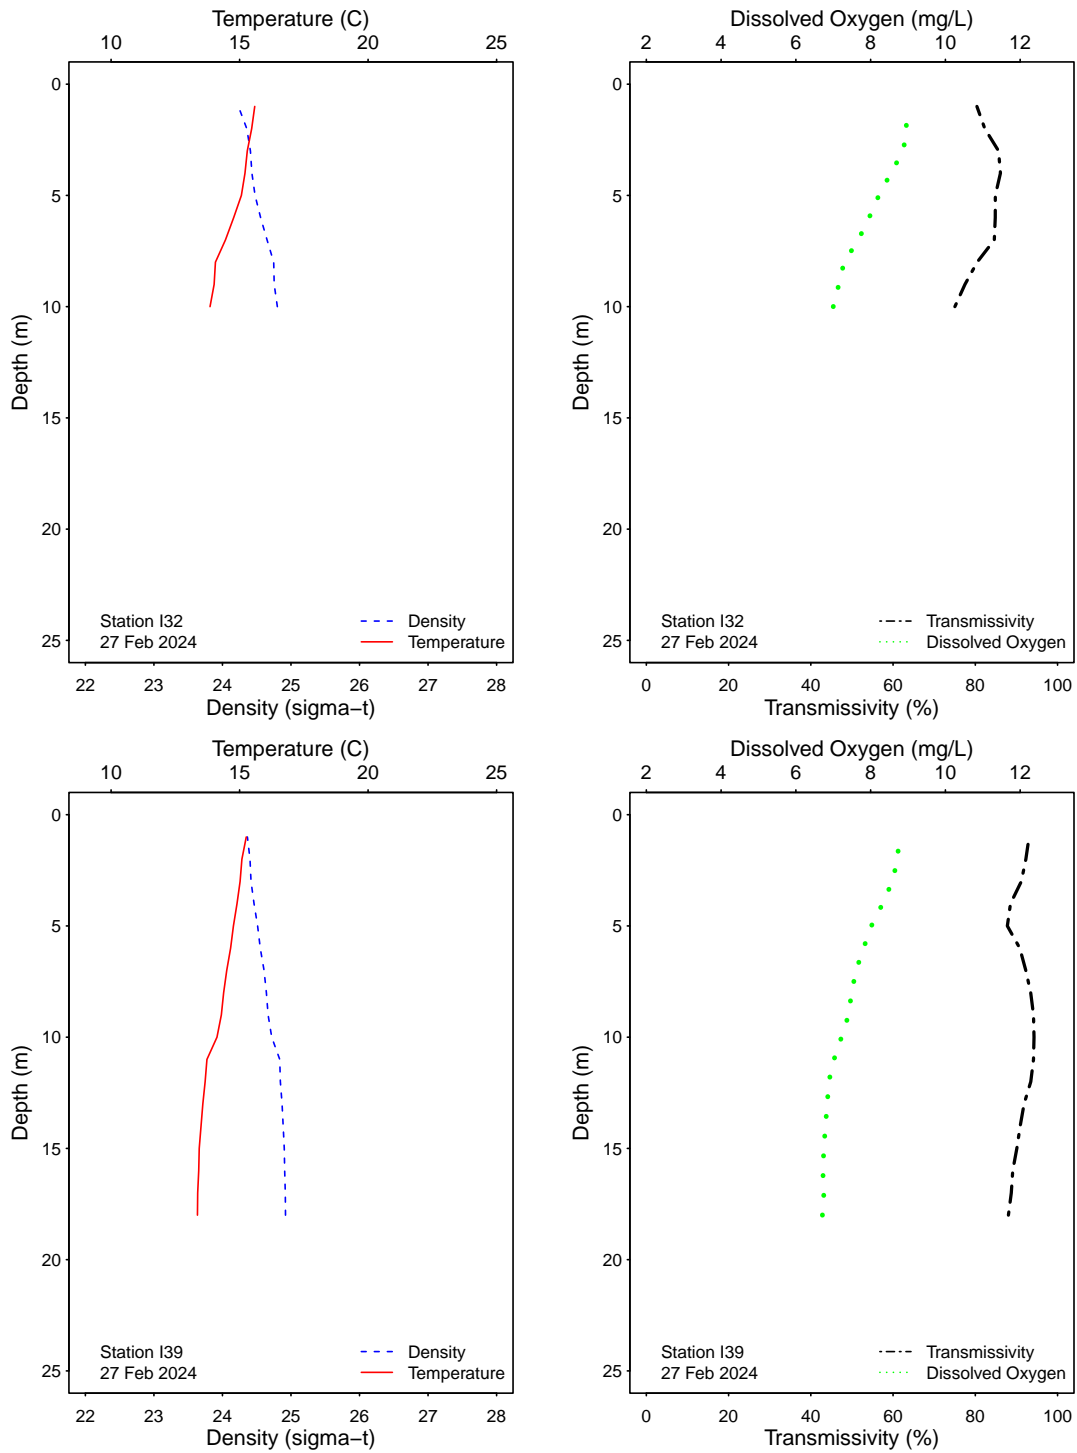 Temperature (C)
10 15 20 25
0
5
10
15
20
25
Depth (m)
Station I32
27 Feb 2024
Density
Temperature
22 23 24 25 26 27 28
Density (sigma−t)
Dissolved Oxygen (mg/L)
2 4 6 8 10 12
0
5
10
15
20
25
Depth (m)
Station I32
27 Feb 2024
Transmissivity
Dissolved Oxygen
0 20 40 60 80 100
Transmissivity (%)
Temperature (C)
10 15 20 25
0
5
10
15
20
25
Depth (m)
Station I39
27 Feb 2024
Density
Temperature
22 23 24 25 26 27 28
Density (sigma−t)
Dissolved Oxygen (mg/L)
2 4 6 8 10 12
0
5
10
15
20
25
Depth (m)
Station I39
27 Feb 2024
Transmissivity
Dissolved Oxygen
0 20 40 60 80 100
Transmissivity (%)